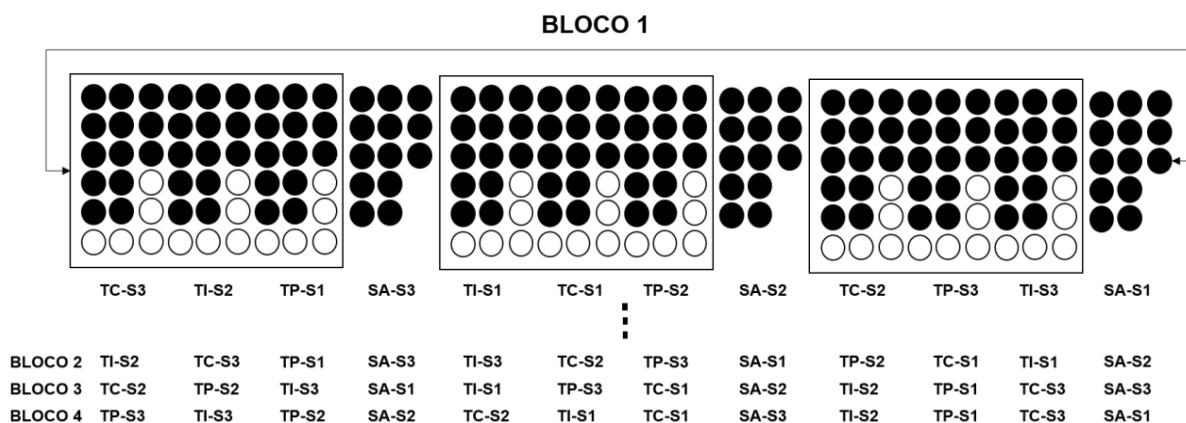 BLOCO 1
TC-S3 TI-S2 TP-S1 SA-S3 TI-S1 TC-S1 TP-S2 SA-S2 TC-S2 TP-S3 TI-S3 SA-S1
BLOCO 2 TI-S2 TC-S3 TP-S1 SA-S3 TI-S3 TC-S2 TP-S3 SA-S1 TP-S2 TC-S1 TI-S1 SA-S2
BLOCO 3 TC-S2 TP-S2 TI-S3 SA-S1 TI-S1 TP-S3 TC-S1 SA-S2 TI-S2 TP-S1 TC-S3 SA-S3
BLOCO 4 TP-S3 TI-S3 TP-S2 SA-S2 TC-S2 TI-S1 TC-S1 SA-S3 TI-S2 TP-S1 TC-S3 SA-S1